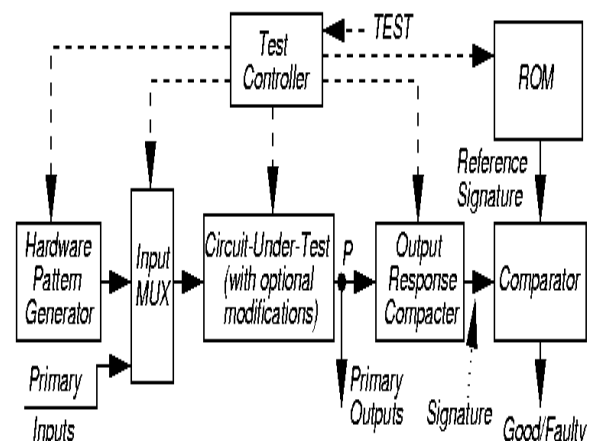 TEST
Test
Controller
ROM
Reference
Signature
Hardware
Pattern
Generator
Input
MUX
Circuit-Under-Test
(with optional
modifications)
P
Output
Response
Compacter
Comparator
Primary
Inputs
Primary
Outputs
Signature
Good/Faulty